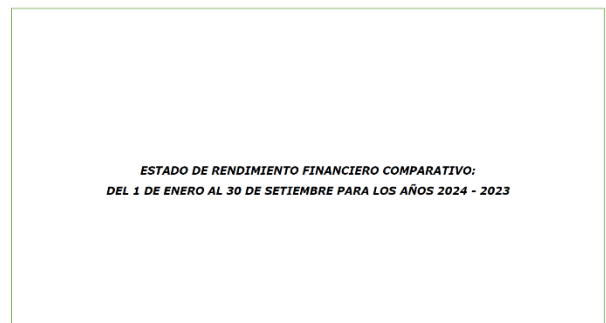 ESTADO DE RENDIMIENTO FINANCIERO COMPARATIVO:
DEL 1 DE ENERO AL 30 DE SETIEMBRE PARA LOS AÑOS 2024 - 2023